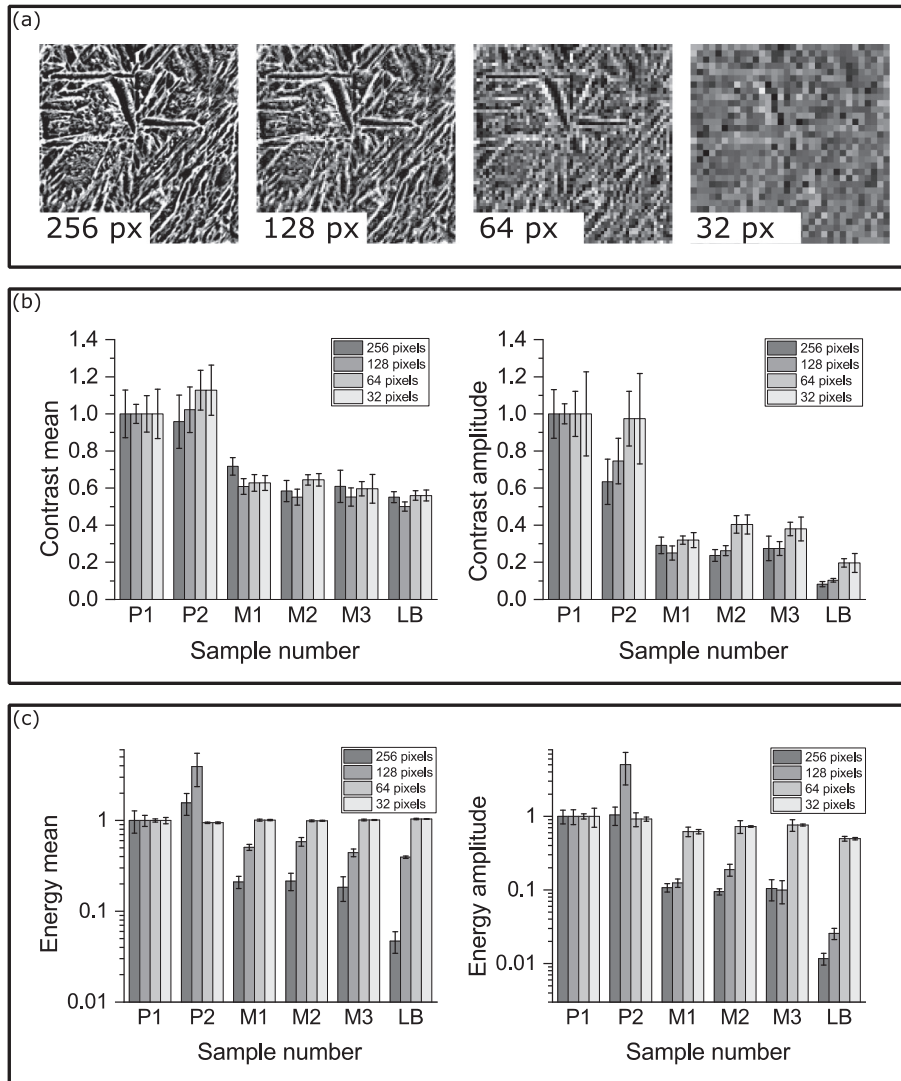 (a)
256 px
128 px
64 px
32 px
(b)
Contrast mean
1.4
1.2
1.0
0.8
0.6
0.4
0.2
0.0
256 pixels
128 pixels
64 pixels
32 pixels
P1 P2 M1 M2 M3 LB
Sample number
Contrast amplitude
1.4
1.2
1.0
0.8
0.6
0.4
0.2
0.0
256 pixels
128 pixels
64 pixels
32 pixels
P1 P2 M1 M2 M3 LB
Sample number
(c)
Energy mean
1
0.1
0.01
256 pixels
128 pixels
64 pixels
32 pixels
P1 P2 M1 M2 M3 LB
Sample number
Energy amplitude
1
0.1
0.01
256 pixels
128 pixels
64 pixels
32 pixels
P1 P2 M1 M2 M3 LB
Sample number